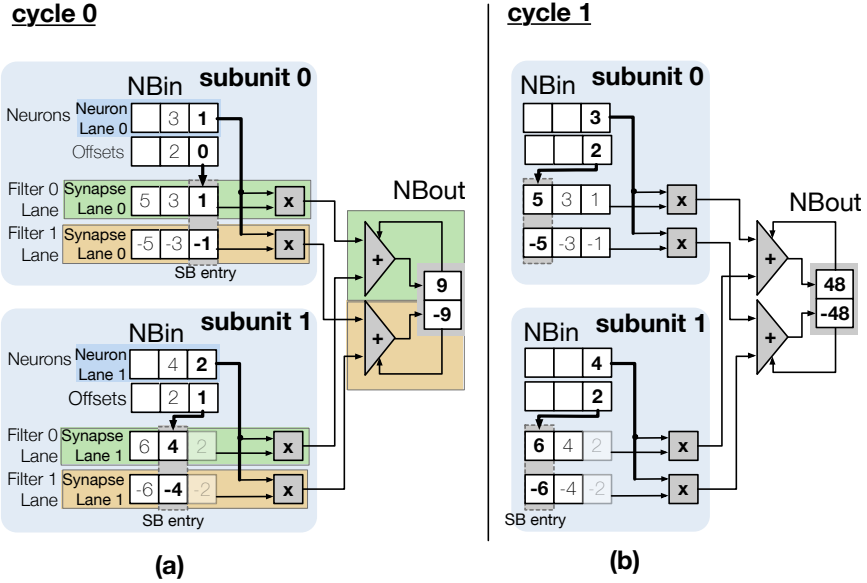 cycle 0
subunit 0
NBin
Neurons Neuron Lane 0 3 1
Offsets 2 0
Filter 0 Lane Synapse Lane 0 5 3 1 x
Filter 1 Lane Synapse Lane 0 -5 -3 -1 x
SB entry
NBout
+
9
-9
+
subunit 1
NBin
Neurons Neuron Lane 1 4 2
Offsets 2 1
Filter 0 Lane Synapse Lane 1 6 4 2 x
Filter 1 Lane Synapse Lane 1 -6 -4 -2 x
SB entry
(a)
cycle 1
subunit 0
NBin
3
2
5 3 1 x
-5 -3 -1 x
NBout
+
48
-48
+
subunit 1
NBin
4
2
6 4 2 x
-6 -4 -2 x
SB entry
(b)